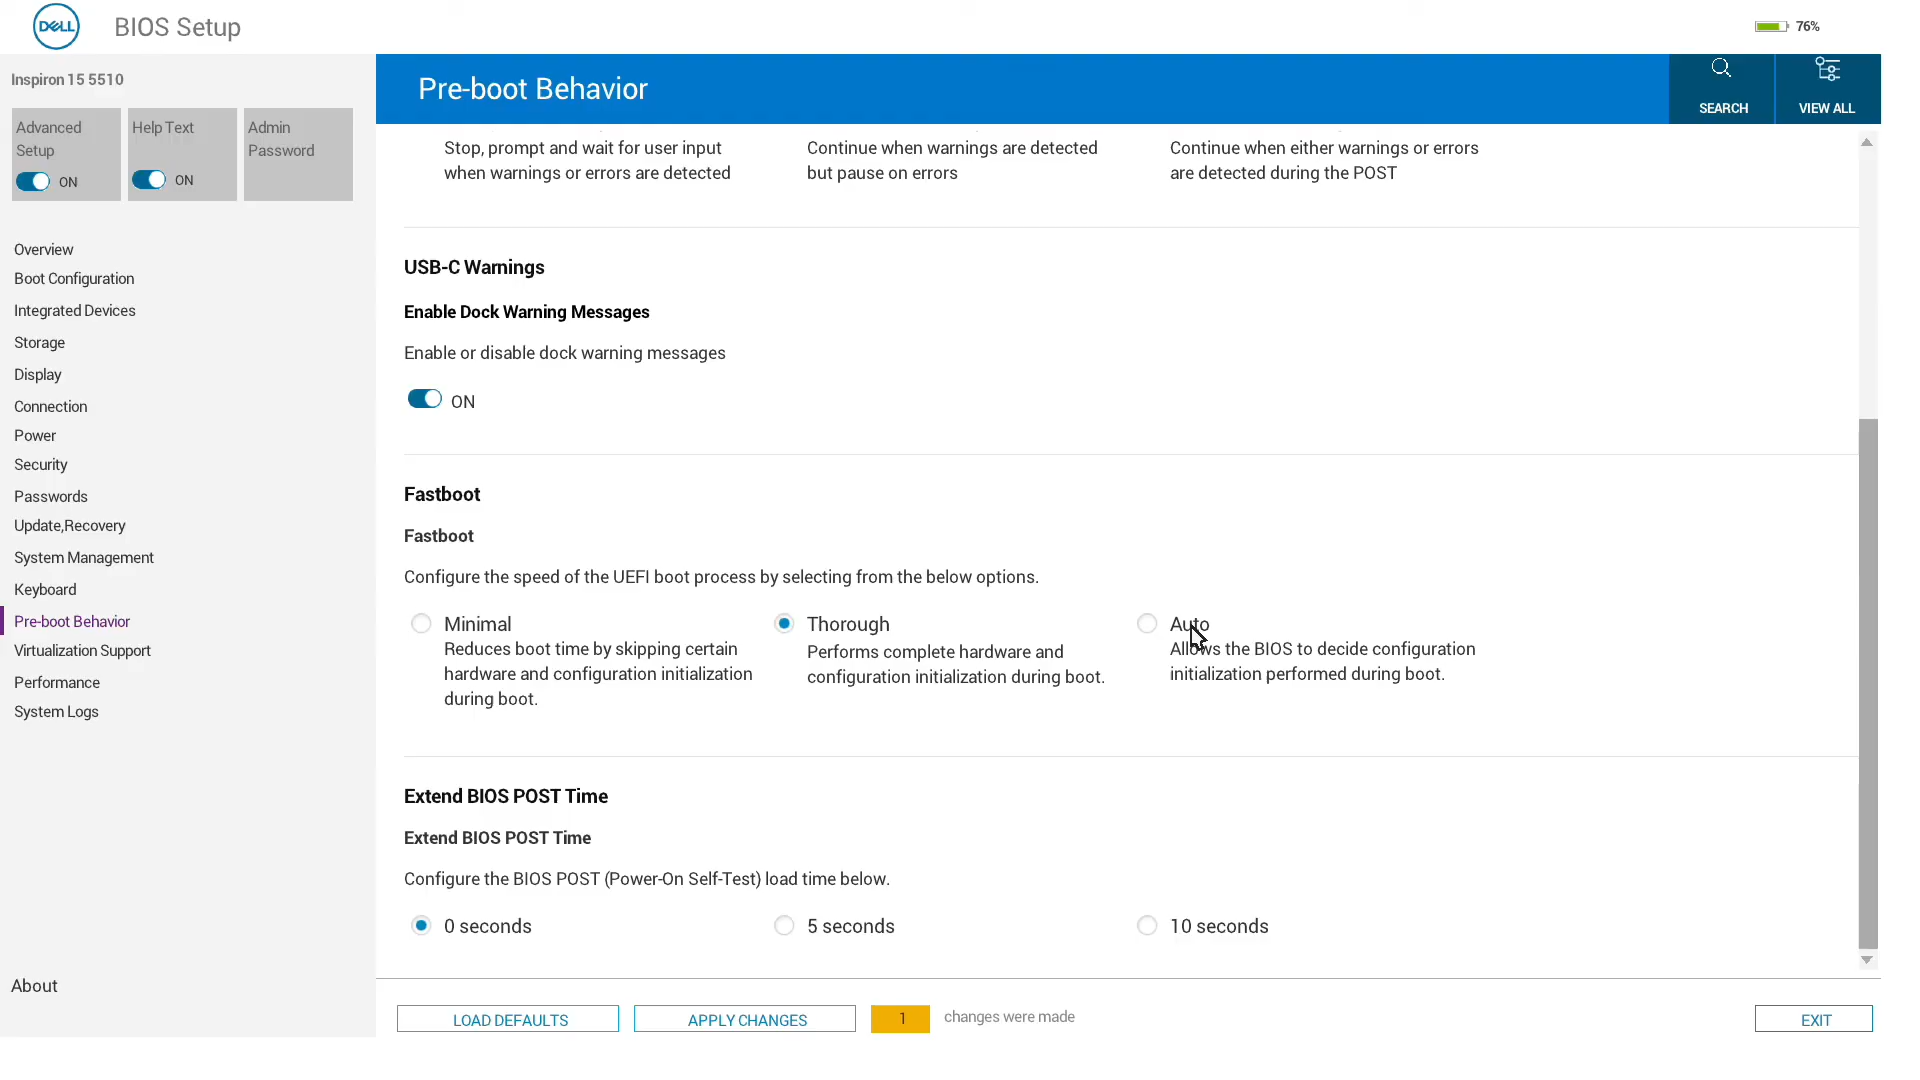 DELL
BIOS Setup
76%
Inspiron 15 5510
Advanced
Setup
ON
Help Text
ON
Admin
Password
Overview
Boot Configuration
Integrated Devices
Storage
Display
Connection
Power
Security
Passwords
Update,Recovery
System Management
Keyboard
Pre-boot Behavior
Virtualization Support
Performance
System Logs
About
Pre-boot Behavior
SEARCH
VIEW ALL
Stop, prompt and wait for user input
when warnings or errors are detected
Continue when warnings are detected
but pause on errors
Continue when either warnings or errors
are detected during the POST
USB-C Warnings
Enable Dock Warning Messages
Enable or disable dock warning messages
ON
Fastboot
Fastboot
Configure the speed of the UEFI boot process by selecting from the below options.
Minimal
Reduces boot time by skipping certain
hardware and configuration initialization
during boot.
Thorough
Performs complete hardware and
configuration initialization during boot.
Auto
Allows the BIOS to decide configuration
initialization performed during boot.
Extend BIOS POST Time
Extend BIOS POST Time
Configure the BIOS POST (Power-On Self-Test) load time below.
0 seconds
5 seconds
10 seconds
LOAD DEFAULTS
APPLY CHANGES
1
changes were made
EXIT